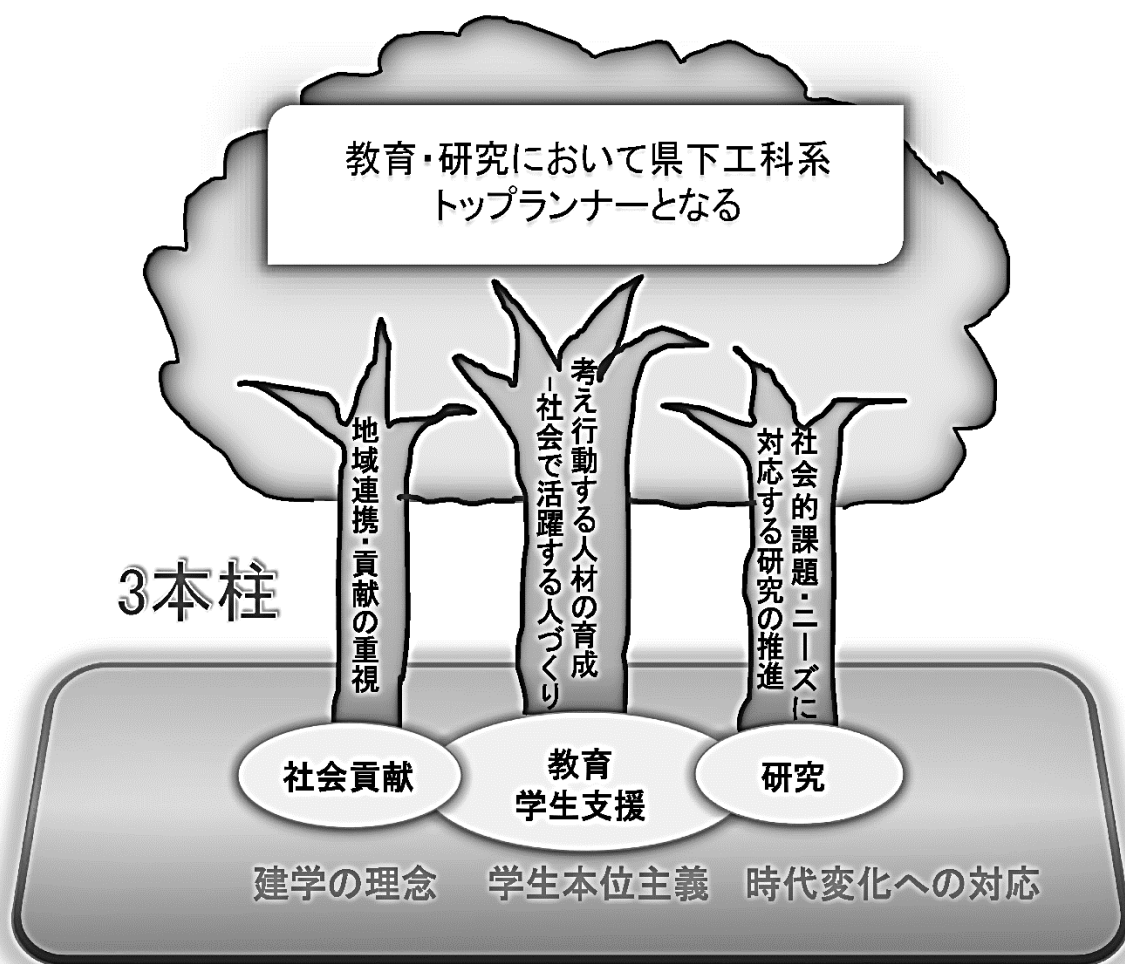 教育・研究において県下工科系
トップランナーとなる
地域連携・貢献の重視
考え行動する人材の育成
-社会で活躍する人づくり
社会的課題・ニーズに
対応する研究の推進
3本柱
社会貢献
教育
学生支援
研究
建学の理念 学生本位主義 時代変化への対応